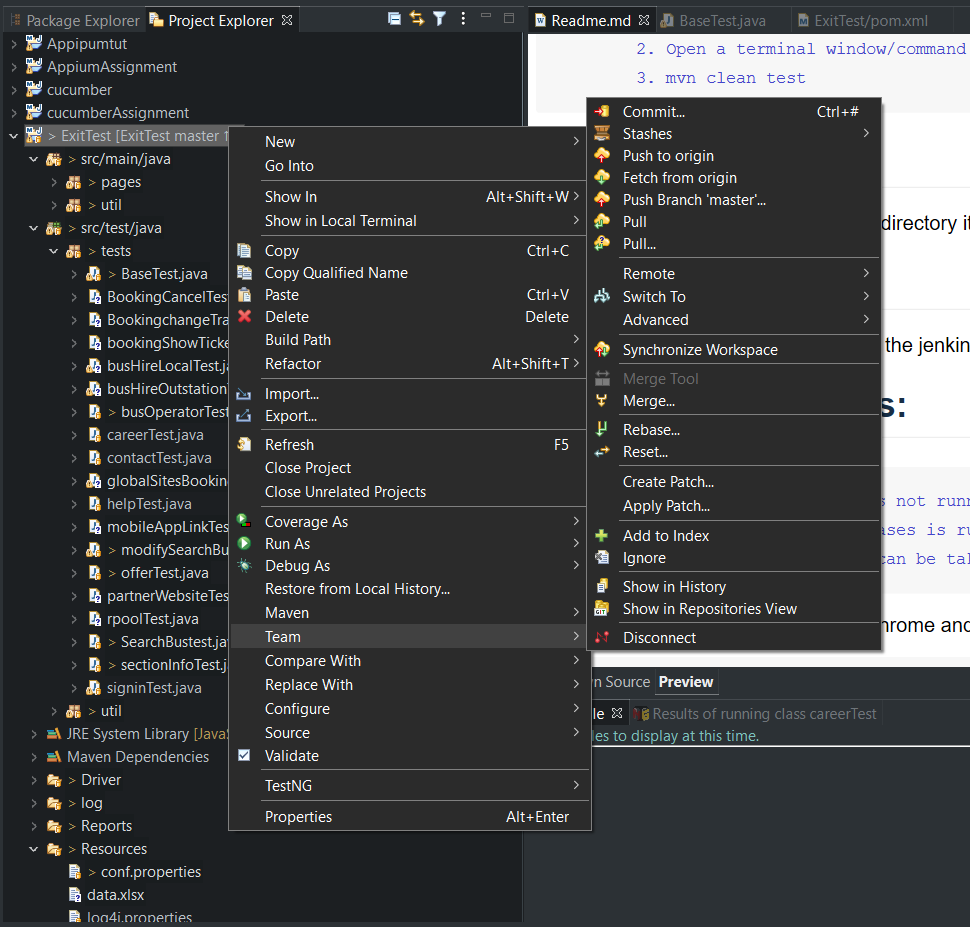 Package Explorer
Project Explorer
Appipumtut
AppiumAssignment
cucumber
cucumberAssignment
> ExitTest [ExitTest master
> src/main/java
> pages
> util
> src/test/java
> tests
> BaseTest.java
BookingCancelTes
BookingchangeTra
bookingShowTicke
busHireLocalTest.j
busHireOutstation
> busOperatorTest
careerTest.java
contactTest.java
globalSitesBookin
helpTest.java
mobileAppLinkTes
> modifySearchBu
> offerTest.java
partnerWebsiteTes
rpoolTest.java
> SearchBustest.ja
> sectionInfoTest.j
signinTest.java
> util
JRE System Library [Java
Maven Dependencies
> Driver
> log
> Reports
> Resources
> conf.properties
data.xlsx
log4j.properties
New
Go Into
Show In Alt+Shift+W
Show in Local Terminal
Copy Ctrl+C
Copy Qualified Name
Paste Ctrl+V
Delete Delete
Build Path
Refactor Alt+Shift+T
Import...
Export...
Refresh F5
Close Project
Close Unrelated Projects
Coverage As
Run As
Debug As
Restore from Local History...
Maven
Team
Compare With
Replace With
Configure
Source
Validate
TestNG
Properties Alt+Enter
Commit... Ctrl+#
Stashes
Push to origin
Fetch from origin
Push Branch 'master'...
Pull
Pull...
Remote
Switch To
Advanced
Synchronize Workspace
Merge Tool
Merge...
Rebase...
Reset...
Create Patch...
Apply Patch...
Add to Index
Ignore
Show in History
Show in Repositories View
Disconnect
Readme.md
BaseTest.java
ExitTest/pom.xml
2. Open a terminal window/command
3. mvn clean test
directory i
the jenkin
s:
s not runn
ases is ru
can be ta
hrome and
n Source
Preview
le
Results of running class careerTest
les to display at this time.